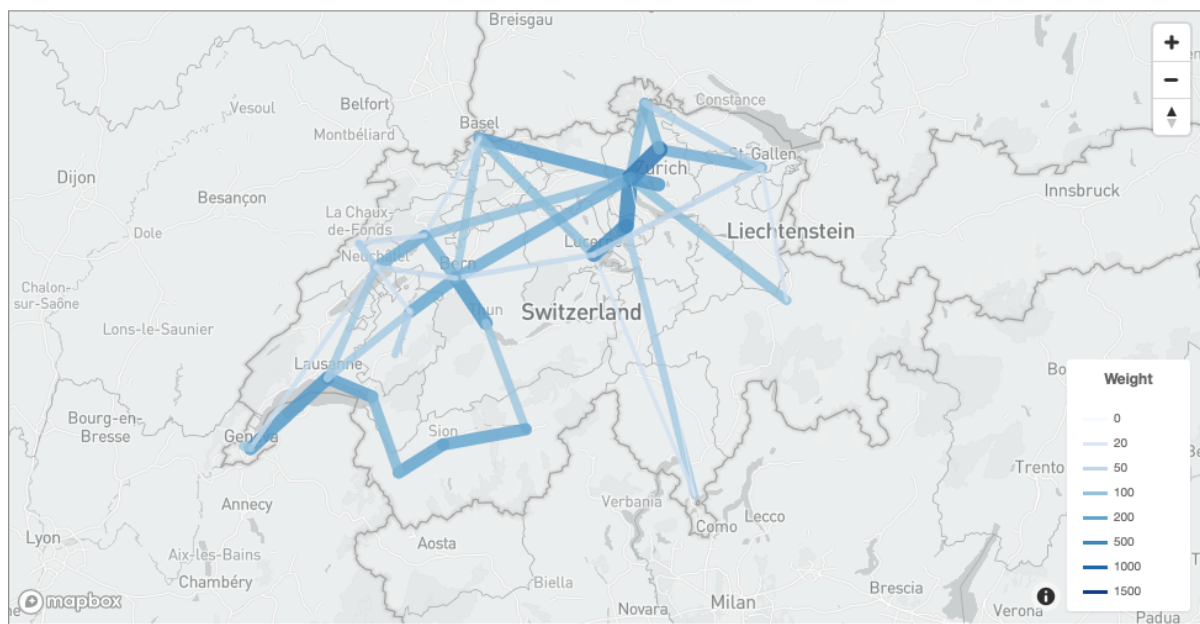 Breisgau
Constance
Belfort
Vesoul
Basel
Montbéliard
St-Gallen
Zürich
Dijon
Besançon
Innsbruck
La Chaux-
de-Fonds
Dole
Liechtenstein
Lucerne
Neuchâtel
Bern
Chalon-
sur-Saône
Switzerland
Thun
Lons-le-Saunier
Lausanne
Bo
Weight
0
20
50
100
200
500
1000
1500
Bourg-en-
Bresse
Geneva
Sion
Trento
Annecy
Verbania
Como
Lecco
Lyon
Aosta
Aix-les-Bains
Chambéry
Biella
Brescia
mapbox
Novara
Milan
Verona
Padua